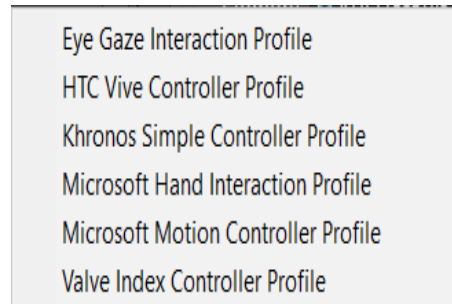 Eye Gaze Interaction Profile
HTC Vive Controller Profile
Khronos Simple Controller Profile
Microsoft Hand Interaction Profile
Microsoft Motion Controller Profile
Valve Index Controller Profile